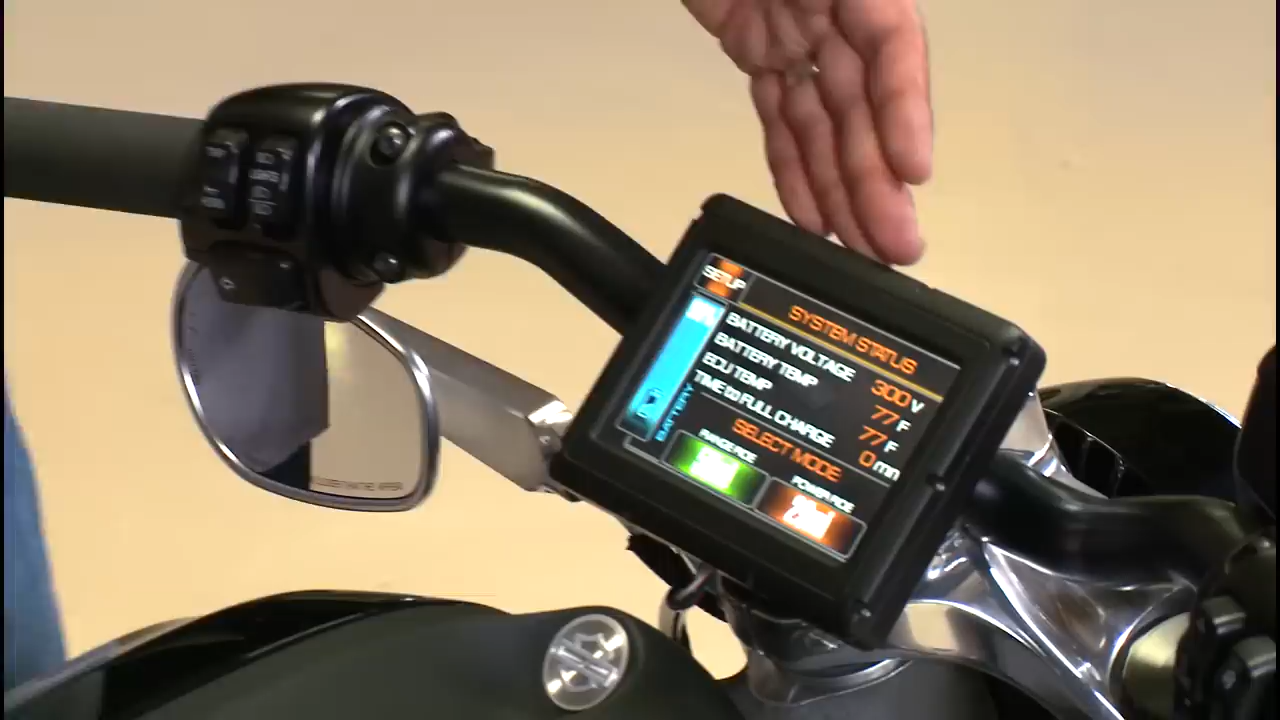 SETUP
SYSTEM STATUS
BATTERY VOLTAGE 300 V
BATTERY TEMP 77 F
ECU TEMP 77 F
TIME to FULL CHARGE 0 mn
BATTERY
SELECT MODE
RANGE RIDE
POWER RIDE